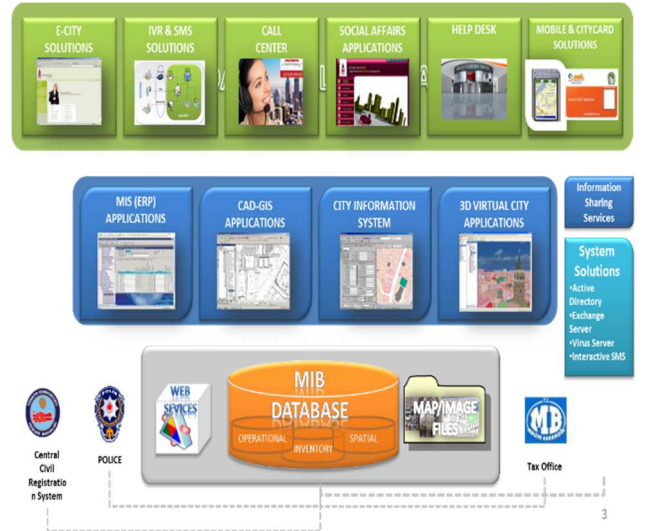 E-CITY
SOLUTIONS
IVR & SMS
SOLUTIONS
CALL
CENTER
SOCIAL AFFAIRS
APPLICATIONS
HELP DESK
MOBILE & CITYCARD
SOLUTIONS
MIS (ERP)
APPLICATIONS
CAD-GIS
APPLICATIONS
CITY INFORMATION
SYSTEM
3D VIRTUAL CITY
APPLICATIONS
Information
Sharing
Services
System
Solutions
•Active
Directory
•Exchange
Server
•Virus Server
•Interactive SMS
WEB
SEVICES
MIB
DATABASE
OPERATIONAL
INVENTORY
SPATIAL
MAP/IMAGE
FILES
Central
Civil
Registratio
n System
POLICE
MB
Tax Office
3